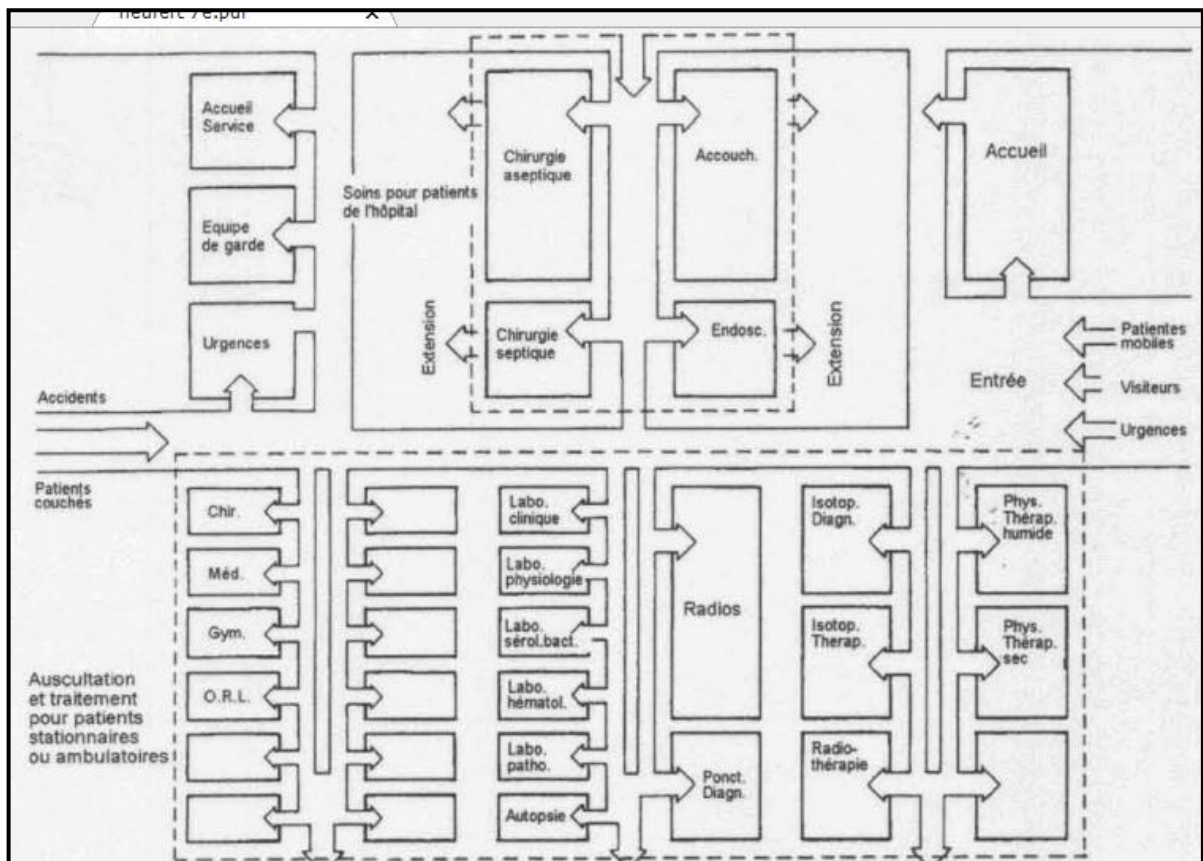 neufert 7e.pdf
X
Accueil
Service
Equipe
de garde
Urgences
Accidents
Patients
couchés
Soins pour patients
de l'hôpital
Chirurgie
aseptique
Accouch.
Extension
Chirurgie
septique
Endosc.
Extension
Accueil
Entrée
Patientes
mobiles
Visiteurs
Urgences
Auscultation
et traitement
pour patients
stationnaires
ou ambulatoires
Chir.
Méd.
Gym.
O.R.L.
Labo.
clinique
Labo.
physiologie
Labo.
sérol.bact.
Labo.
hématol.
Labo.
patho.
Autopsie
Radios
Ponct.
Diagn.
Isotop.
Diagn.
Isotop.
Therap.
Radio-
thérapie
Phys.
Thérap.
humide
Phys.
Thérap.
sec